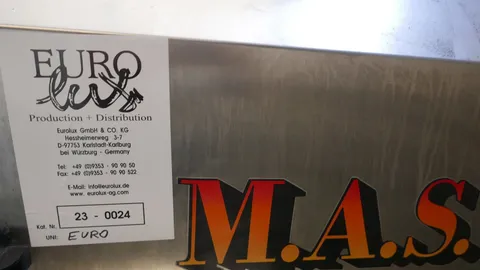 EURO
lux
Production + Distribution
Eurolux GmbH & CO. KG
Hessheimerweg 3-7
D-97753 Karlstadt-Karlburg
bei Würzburg - Germany
Tel: +49 (0)9353 - 90 90 50
Fax: +49 (0)9353 - 90 90 522
E-Mail: info@eurolux.de
www.eurolux-ag.com
Kat. Nr. 23 - 0024
UNI: EURO
M.A.S.